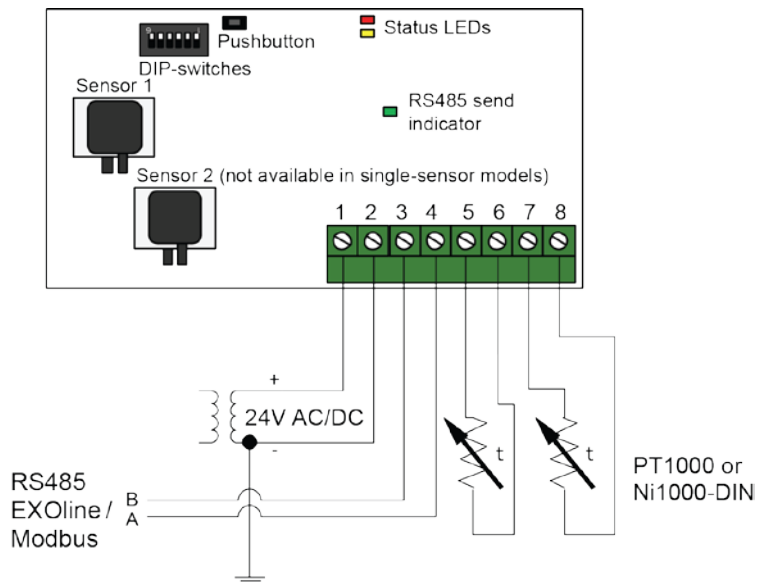 Pushbutton
Status LEDs
DIP-switches
Sensor 1
RS485 send
indicator
Sensor 2 (not available in single-sensor models)
1 2 3 4 5 6 7 8
+
24V AC/DC
-
t
t
PT1000 or
Ni1000-DIN
RS485
EXOline /
Modbus
B
A